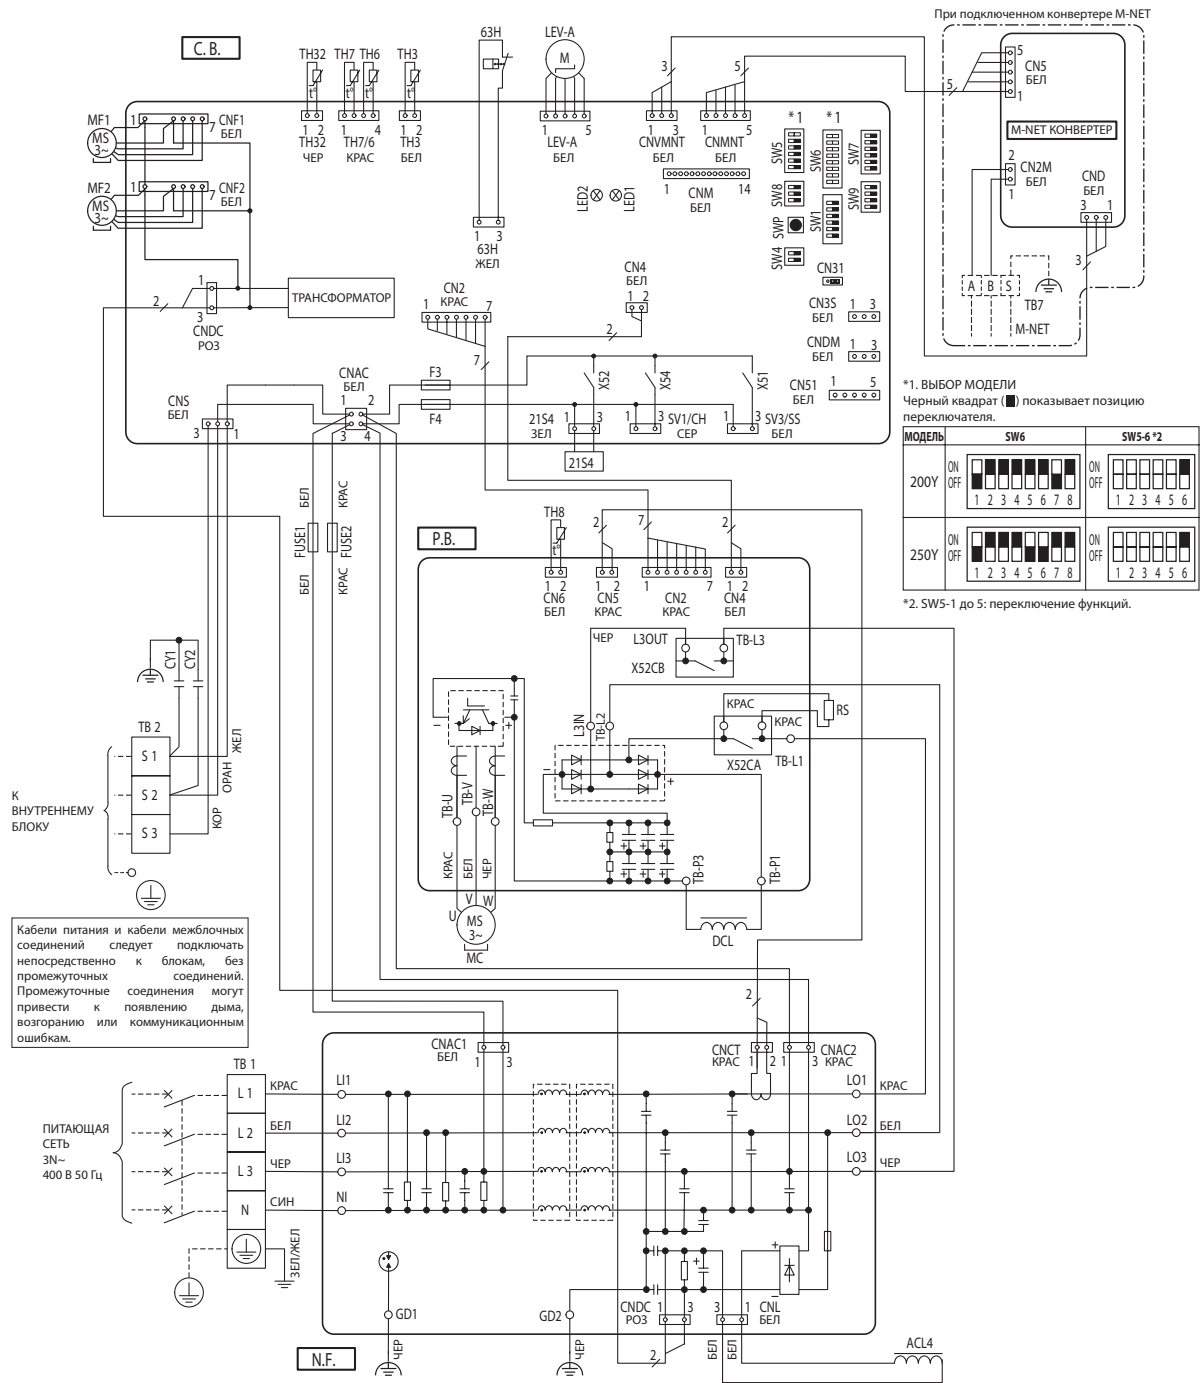 При подключенном конвертере M-NET
C. B.
63H
LEV-A
TH32
TH7 TH6
TH3
M
t°
t°
t°
t°
3
5
5
5
CN5
БЕЛ
1
M-NET КОНВЕРТЕР
2
CN2M
БЕЛ
1
CND
БЕЛ
3 1
3
A B S
TB7
M-NET
MF1
MS
3~
1
7
CNF1
БЕЛ
MF2
MS
3~
1
7
CNF2
БЕЛ
1 2
TH32
ЧЕР
1 4
TH7/6
КРАС
1 2
TH3
БЕЛ
1 5
LEV-A
БЕЛ
1 3
CNVMNT
БЕЛ
1 5
CNMNT
БЕЛ
*1 *1
SW5
SW6
SW7
SW8
SW1
SW9
SWP
SW4
1 14
CNM
БЕЛ
LED2
LED1
1 3
63H
ЖЕЛ
CN31
CN3S
БЕЛ
1 3
CNDM
БЕЛ
1 3
CN51
БЕЛ
1 5
CN4
БЕЛ
1 2
2
CN2
КРАС
1 7
7
ТРАНСФОРМАТОР
2
1
3
CNDC
РОЗ
CNAC
БЕЛ
1 2
3 4
F3
F4
X52
X54
X51
CNS
БЕЛ
3 1
21S4
ЗЕЛ
1 3
1 3
SV1/CH
СЕР
1 3
SV3/SS
БЕЛ
21S4
*1. ВЫБОР МОДЕЛИ
Черный квадрат ( ) показывает позицию
переключателя.
МОДЕЛЬ SW6 SW5-6 *2
200Y
ON
OFF
1 2 3 4 5 6 7 8
ON
OFF
1 2 3 4 5 6
250Y
ON
OFF
1 2 3 4 5 6 7 8
ON
OFF
1 2 3 4 5 6
*2. SW5-1 до 5: переключение функций.
БЕЛ
КРАС
FUSE1
FUSE2
БЕЛ
КРАС
P.B.
TH8
t°
2
7
2
1 2
CN6
БЕЛ
1 2
CN5
КРАС
1 7
CN2
КРАС
1 2
CN4
БЕЛ
ЧЕР
L3OUT
TB-L3
X52CB
CY1
CY2
TB 2
S 1
S 2
S 3
ЖЕЛ
ОРАН
КОР
К
ВНУТРЕННЕМУ
БЛОКУ
L3IN
TB-L2
КРАС
RS
КРАС
X52CA
TB-L1
− +
− +
TB-U
TB-V
TB-W
КРАС
БЕЛ
ЧЕР
+ + +
+ + +
TB-P3
TB-P1
U V W
MS
3~
MC
DCL
Кабели питания и кабели межблочных
соединений следует подключать
непосредственно к блокам, без
промежуточных соединений.
Промежуточные соединения могут
привести к появлению дыма,
возгоранию или коммуникационным
ошибкам.
2
CNAC1
БЕЛ
1 3
CNCT
КРАС
1 2
1 3
CNAC2
КРАС
TB 1
L 1
L 2
L 3
N
КРАС
БЕЛ
ЧЕР
СИН
ЗЕЛ/ЖЕЛ
LI1
LI2
LI3
NI
LO1
КРАС
LO2
БЕЛ
LO3
ЧЕР
ПИТАЮЩАЯ
СЕТЬ
3N~
400 В 50 Гц
+
+
−
GD1
ЧЕР
GD2
ЧЕР
CNDC
РОЗ
1 3
3 1
CNL
БЕЛ
2
БЕЛ
БЕЛ
ACL4
N.F.